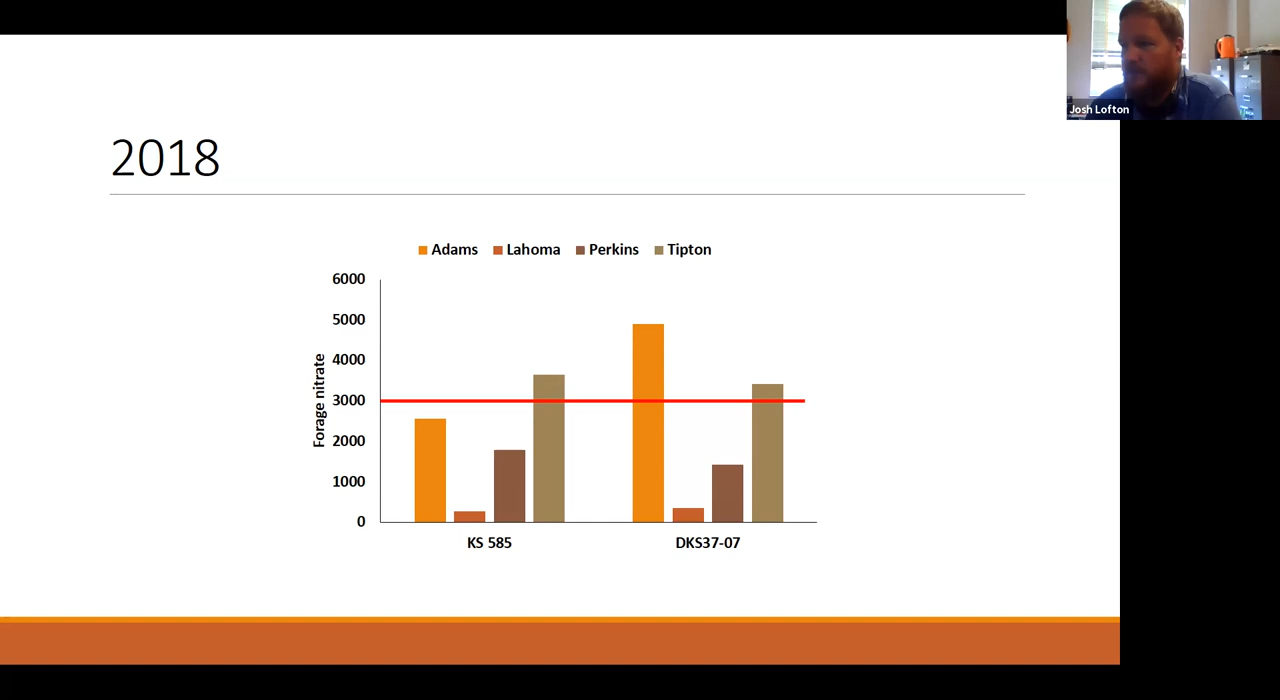 Josh Lofton
2018
Adams Lahoma Perkins Tipton
6000
5000
4000
3000
2000
1000
0
Forage nitrate
KS 585 DKS37-07